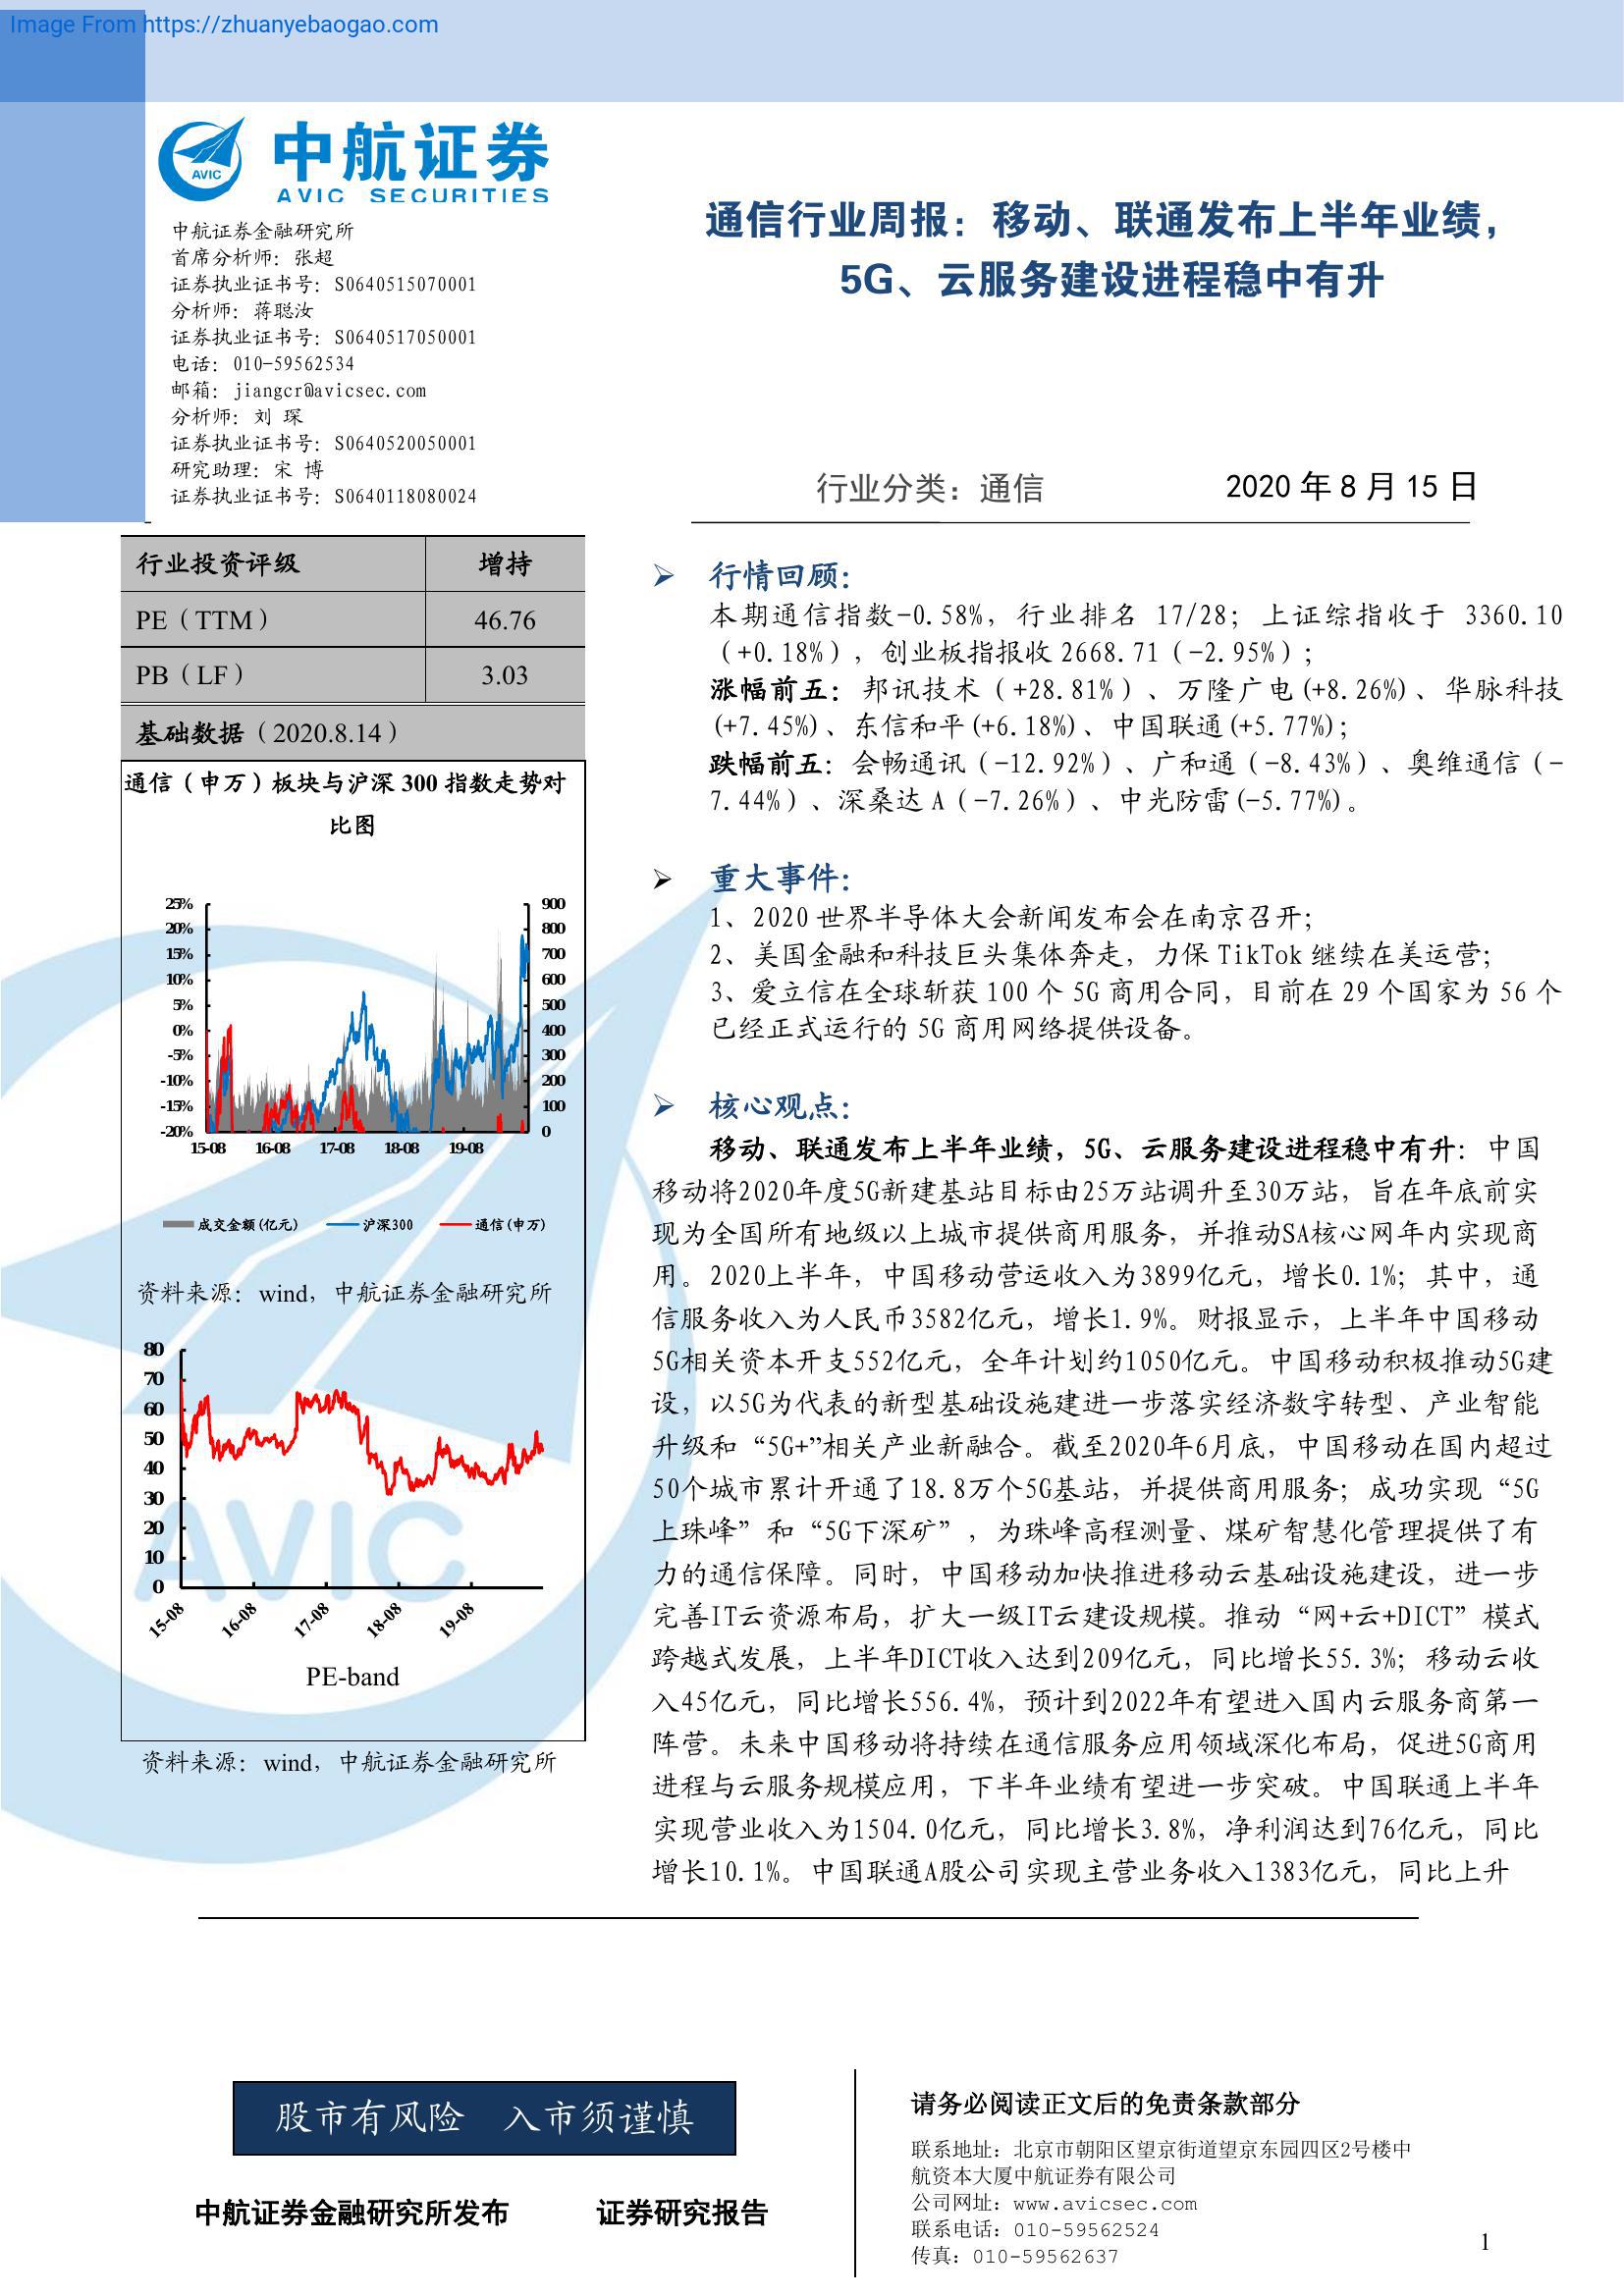 Image From https://zhuanyebaogao.com
AVIC
中航证券
AVIC SECURITIES
中航证券金融研究所
首席分析师：张超
证券执业证书号：S0640515070001
分析师：蒋聪汝
证券执业证书号：S0640517050001
电话：010-59562534
邮箱：jiangcr@avicsec.com
分析师：刘 琛
证券执业证书号：S0640520050001
研究助理：宋 博
证券执业证书号：S0640118080024
通信行业周报：移动、联通发布上半年业绩，
5G、云服务建设进程稳中有升
行业分类：通信 2020 年 8 月 15 日
行业投资评级 增持
PE（TTM） 46.76
PB（LF） 3.03
基础数据（2020.8.14）
通信（申万）板块与沪深 300 指数走势对
比图
25% 900
20% 800
15% 700
10% 600
5% 500
0% 400
-5% 300
-10% 200
-15% 100
-20% 0
15-08 16-08 17-08 18-08 19-08
成交金额(亿元) 沪深300 通信(申万)
资料来源：wind，中航证券金融研究所
80
70
60
50
40
30
20
10
0
15-08 16-08 17-08 18-08 19-08
PE-band
资料来源：wind，中航证券金融研究所
AVIC
行情回顾：
本期通信指数-0.58%，行业排名 17/28；上证综指收于 3360.10
（+0.18%），创业板指报收 2668.71（-2.95%）；
涨幅前五：邦讯技术（+28.81%）、万隆广电(+8.26%)、华脉科技
(+7.45%)、东信和平(+6.18%)、中国联通(+5.77%)；
跌幅前五：会畅通讯（-12.92%）、广和通（-8.43%）、奥维通信（-
7.44%）、深桑达 A（-7.26%）、中光防雷(-5.77%)。
重大事件：
1、2020 世界半导体大会新闻发布会在南京召开；
2、美国金融和科技巨头集体奔走，力保 TikTok 继续在美运营；
3、爱立信在全球斩获 100 个 5G 商用合同，目前在 29 个国家为 56 个
已经正式运行的 5G 商用网络提供设备。
核心观点：
移动、联通发布上半年业绩，5G、云服务建设进程稳中有升：中国
移动将2020年度5G新建基站目标由25万站调升至30万站，旨在年底前实
现为全国所有地级以上城市提供商用服务，并推动SA核心网年内实现商
用。2020上半年，中国移动营运收入为3899亿元，增长0.1%；其中，通
信服务收入为人民币3582亿元，增长1.9%。财报显示，上半年中国移动
5G相关资本开支552亿元，全年计划约1050亿元。中国移动积极推动5G建
设，以5G为代表的新型基础设施建进一步落实经济数字转型、产业智能
升级和“5G+”相关产业新融合。截至2020年6月底，中国移动在国内超过
50个城市累计开通了18.8万个5G基站，并提供商用服务；成功实现“5G
上珠峰”和“5G下深矿”，为珠峰高程测量、煤矿智慧化管理提供了有
力的通信保障。同时，中国移动加快推进移动云基础设施建设，进一步
完善IT云资源布局，扩大一级IT云建设规模。推动“网+云+DICT”模式
跨越式发展，上半年DICT收入达到209亿元，同比增长55.3%；移动云收
入45亿元，同比增长556.4%，预计到2022年有望进入国内云服务商第一
阵营。未来中国移动将持续在通信服务应用领域深化布局，促进5G商用
进程与云服务规模应用，下半年业绩有望进一步突破。中国联通上半年
实现营业收入为1504.0亿元，同比增长3.8%，净利润达到76亿元，同比
增长10.1%。中国联通A股公司实现主营业务收入1383亿元，同比上升
股市有风险 入市须谨慎
中航证券金融研究所发布 证券研究报告
请务必阅读正文后的免责条款部分
联系地址：北京市朝阳区望京街道望京东园四区2号楼中
航资本大厦中航证券有限公司
公司网址：www.avicsec.com
联系电话：010-59562524
传真：010-59562637
1